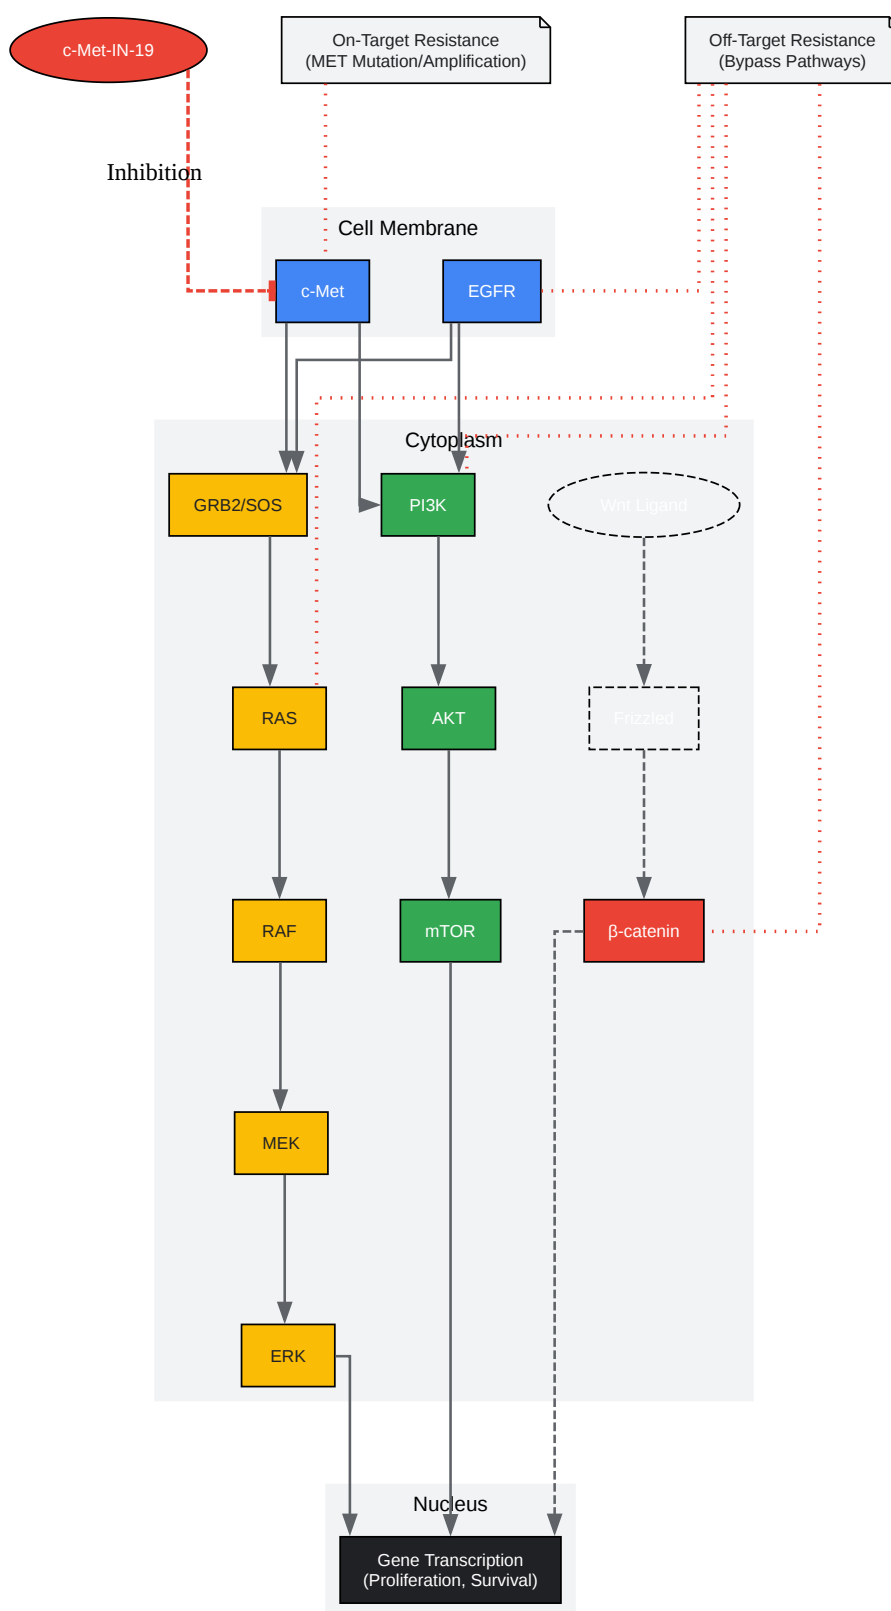 c-Met-IN-19
On-Target Resistance
(MET Mutation/Amplification)
Off-Target Resistance
(Bypass Pathways)
Inhibition
Cell Membrane
c-Met
EGFR
Cytoplasm
GRB2/SOS
PI3K
Wnt Ligand
RAS
AKT
Frizzled
RAF
mTOR
β-catenin
MEK
ERK
Nucleus
Gene Transcription
(Proliferation, Survival)